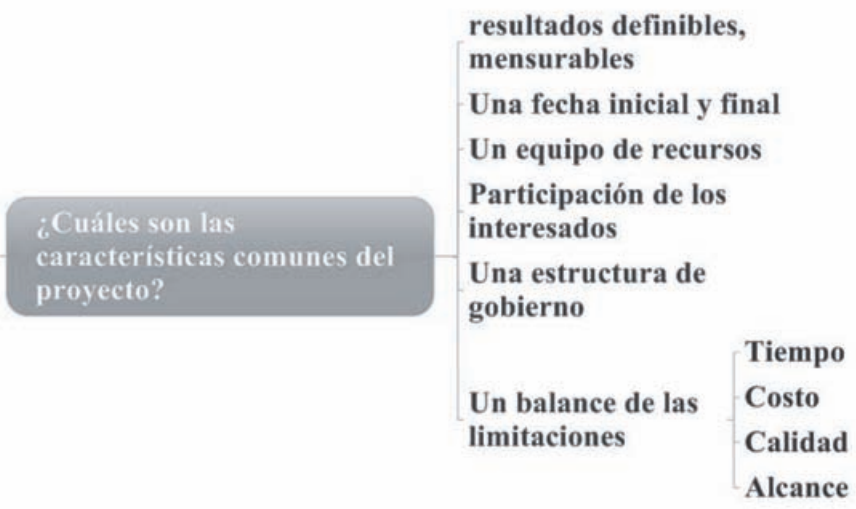 ¿Cuáles son las
características comunes del
proyecto?
resultados definibles,
mensurables
Una fecha inicial y final
Un equipo de recursos
Participación de los
interesados
Una estructura de
gobierno
Un balance de las
limitaciones
Tiempo
Costo
Calidad
Alcance